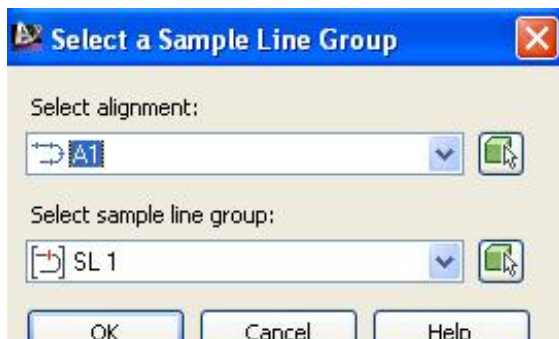 Select a Sample Line Group
Select alignment:
A1
Select sample line group:
SL 1
OK Cancel Help